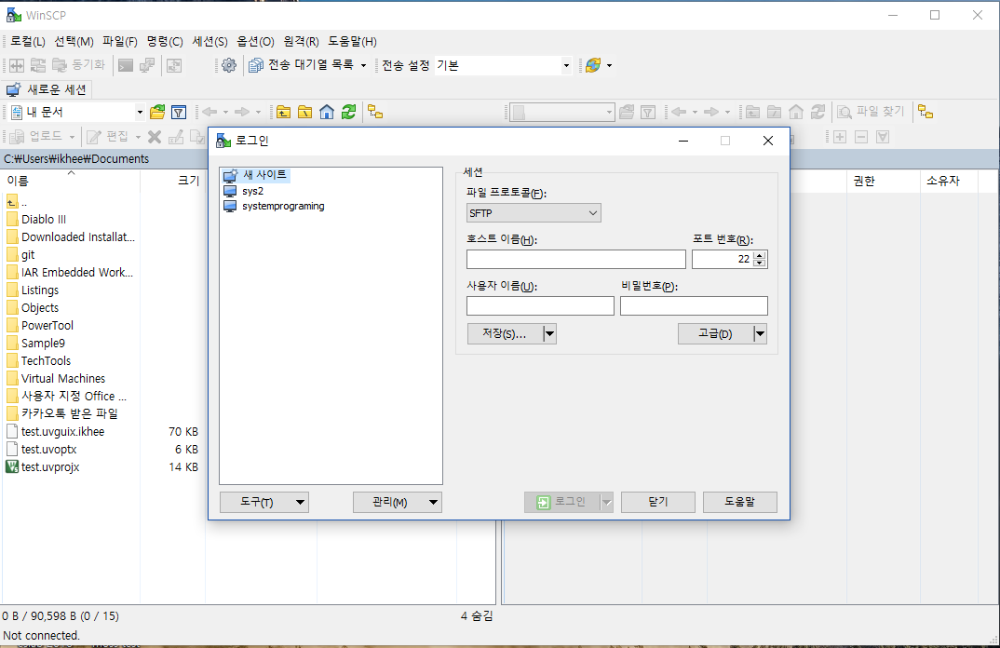 WinSCP
로컬(L) 선택(M) 파일(F) 명령(C) 세션(S) 옵션(O) 원격(R) 도움말(H)
동기화 전송 대기열 목록 전송 설정 기본
새로운 세션
내 문서 파일 찾기
업로드 편집
C:₩Users₩ikhee₩Documents
이름 크기 권한 소유자
..
Diablo III
Downloaded Installat...
git
IAR Embedded Work...
Listings
Objects
PowerTool
Sample9
TechTools
Virtual Machines
사용자 지정 Office ...
카카오톡 받은 파일
test.uvguix.ikhee 70 KB
test.uvoptx 6 KB
test.uvprojx 14 KB
로그인
새 사이트
sys2
systemprograming
세션
파일 프로토콜(F):
SFTP
호스트 이름(H): 포트 번호(R):
22
사용자 이름(U): 비밀번호(P):
저장(S)... 고급(D)
도구(T) 관리(M) 로그인 닫기 도움말
0 B / 90,598 B (0 / 15) 4 숨김
Not connected.